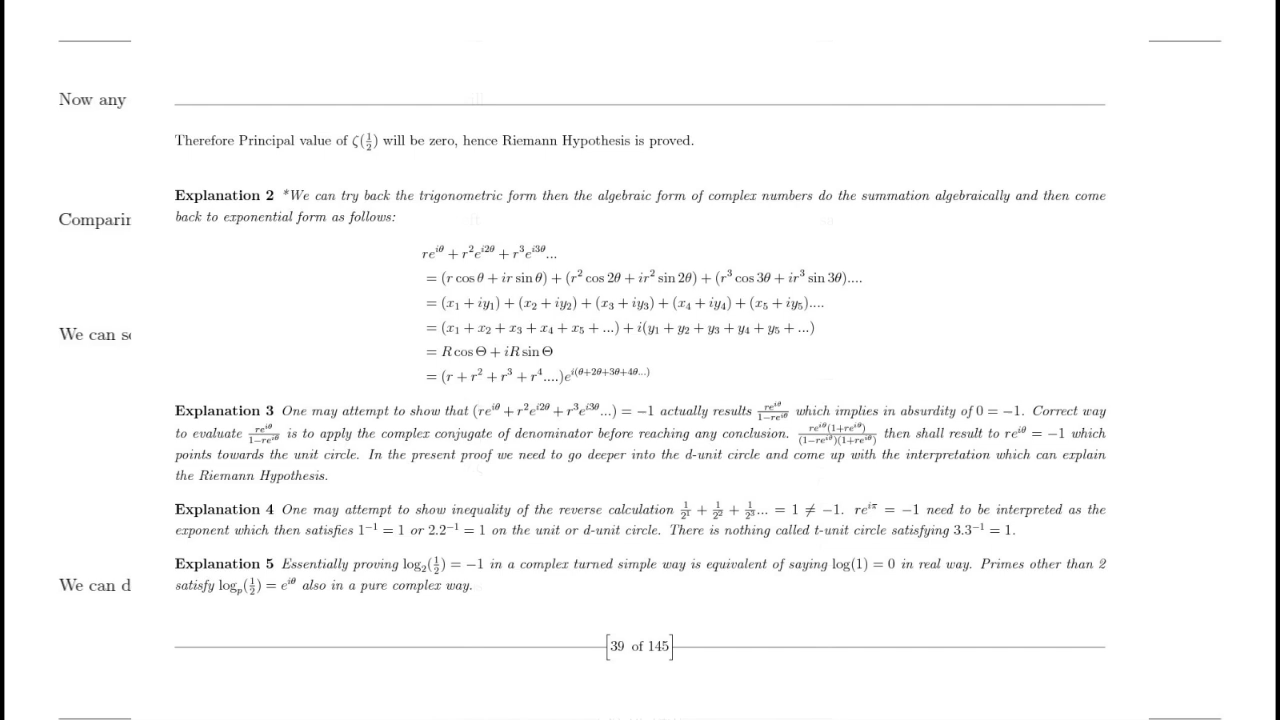 Now any
Therefore Principal value of ζ(1/2) will be zero, hence Riemann Hypothesis is proved.
Explanation 2 *We can try back the trigonometric form then the algebraic form of complex numbers do the summation algebraically and then come
Comparin
back to exponential form as follows:
re^{iθ} + r^2e^{i2θ} + r^3e^{i3θ}...
= (r cos θ + ir sin θ) + (r^2 cos 2θ + ir^2 sin 2θ) + (r^3 cos 3θ + ir^3 sin 3θ)....
= (x_1 + iy_1) + (x_2 + iy_2) + (x_3 + iy_3) + (x_4 + iy_4) + (x_5 + iy_5)....
We can se
= (x_1 + x_2 + x_3 + x_4 + x_5 + ...) + i(y_1 + y_2 + y_3 + y_4 + y_5 + ...)
= R cos Θ + iR sin Θ
= (r + r^2 + r^3 + r^4....)e^{i(θ+2θ+3θ+4θ...)}
Explanation 3 One may attempt to show that (re^{iθ} + r^2e^{i2θ} + r^3e^{i3θ}...) = −1 actually results re^{iθ}/(1−re^{iθ}) which implies in absurdity of 0 = −1. Correct way
to evaluate re^{iθ}/(1−re^{iθ}) is to apply the complex conjugate of denominator before reaching any conclusion. re^{iθ}(1+re^{iθ})/((1−re^{iθ})(1+re^{iθ})) then shall result to re^{iθ} = −1 which
points towards the unit circle. In the present proof we need to go deeper into the d-unit circle and come up with the interpretation which can explain
the Riemann Hypothesis.
Explanation 4 One may attempt to show inequality of the reverse calculation 1/2^1 + 1/2^2 + 1/2^3... = 1 ≠ −1. re^{iπ} = −1 need to be interpreted as the
exponent which then satisfies 1^{−1} = 1 or 2.2^{−1} = 1 on the unit or d-unit circle. There is nothing called t-unit circle satisfying 3.3^{−1} = 1.
Explanation 5 Essentially proving log_2(1/2) = −1 in a complex turned simple way is equivalent of saying log(1) = 0 in real way. Primes other than 2
We can d
satisfy log_p(1/2) = e^{iθ} also in a pure complex way.
[39 of 145]